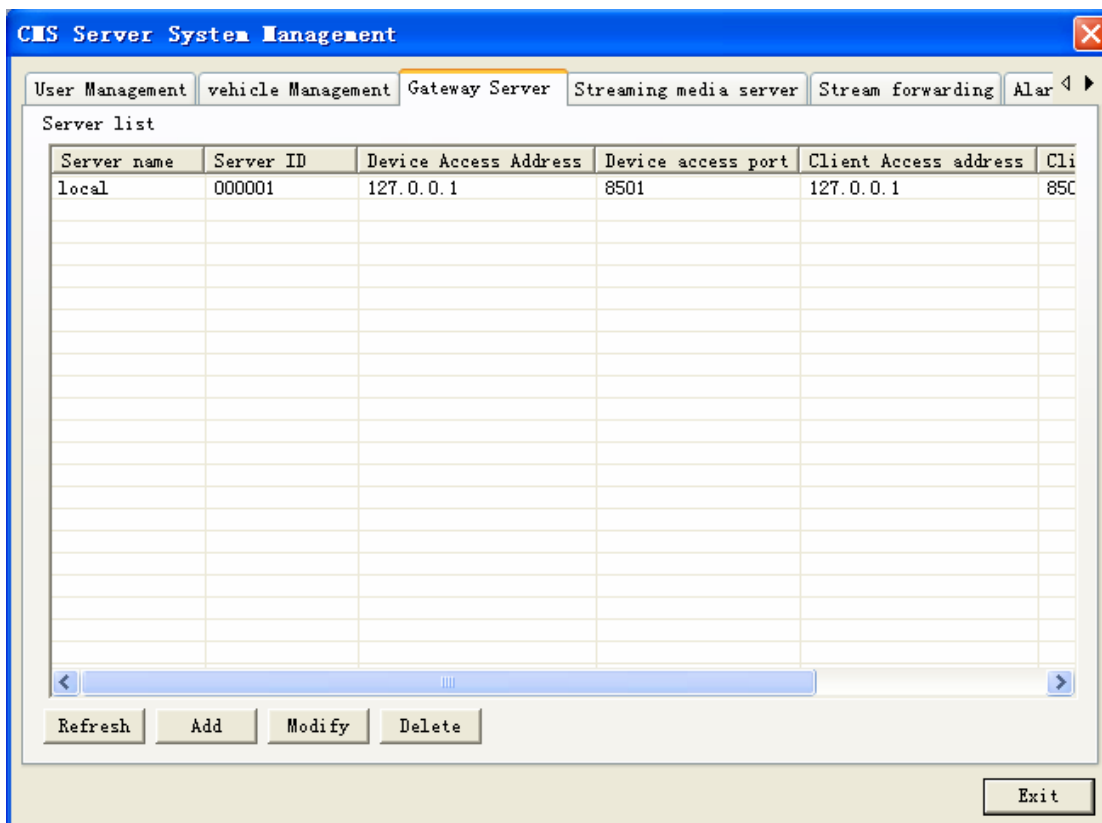 CMS Server System Management
User Management vehicle Management Gateway Server Streaming media server Stream forwarding Alar
Server list
Server name Server ID Device Access Address Device access port Client Access address Cli
local 000001 127.0.0.1 8501 127.0.0.1 850
Refresh Add Modify Delete
Exit